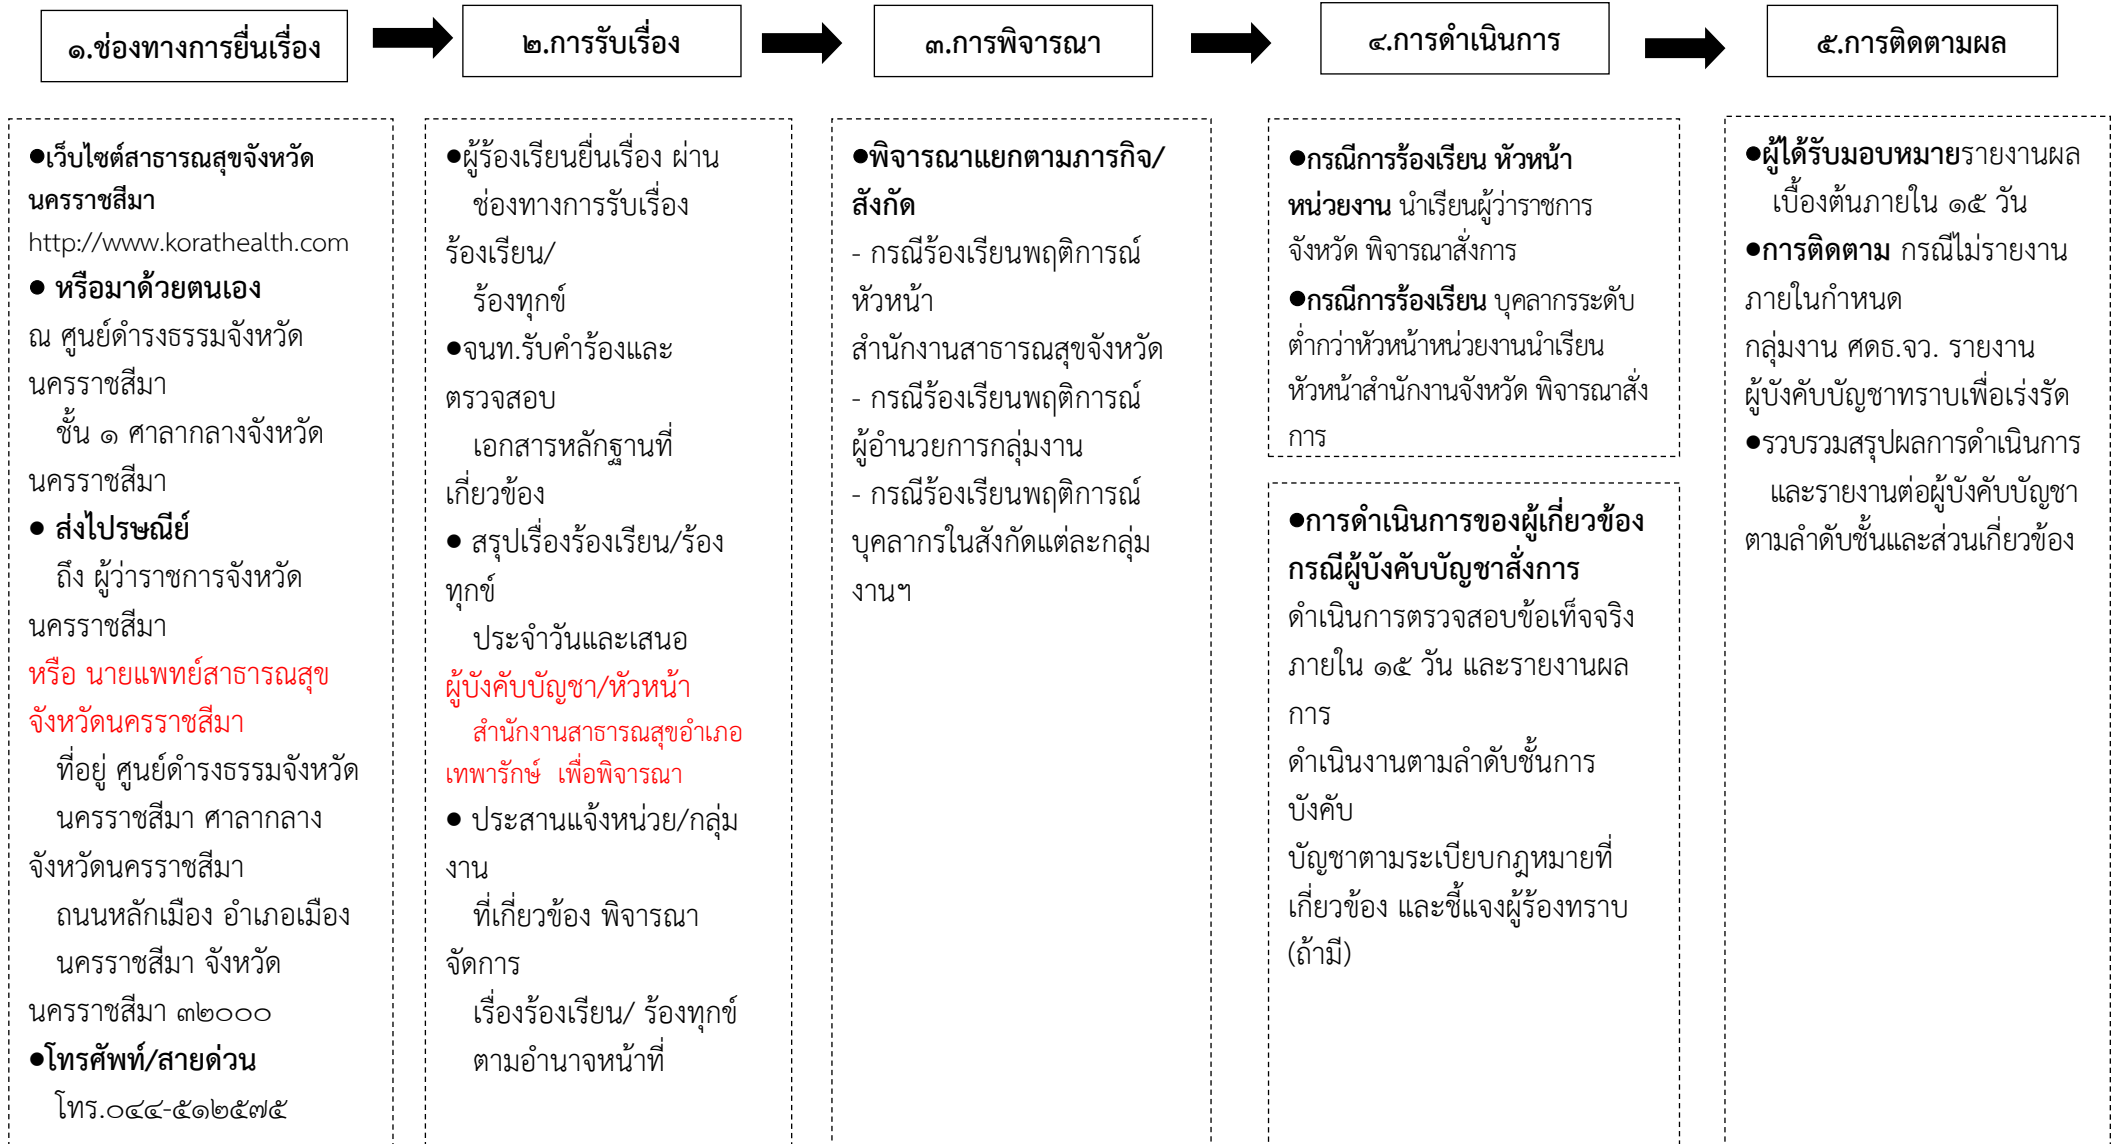 ๑.ช่องทางการยื่นเรื่อง
๒.การรับเรื่อง
๓.การพิจารณา
๔.การดำเนินการ
๕.การติดตามผล
●เว็บไซต์สาธารณสุขจังหวัด
นครราชสีมา
http://www.korathealth.com
● หรือมาด้วยตนเอง
ณ ศูนย์ดำรงธรรมจังหวัด
นครราชสีมา
ชั้น ๑ ศาลากลางจังหวัด
นครราชสีมา
● ส่งไปรษณีย์
ถึง ผู้ว่าราชการจังหวัด
นครราชสีมา
หรือ นายแพทย์สาธารณสุข
จังหวัดนครราชสีมา
ที่อยู่ ศูนย์ดำรงธรรมจังหวัด
นครราชสีมา ศาลากลาง
จังหวัดนครราชสีมา
ถนนหลักเมือง อำเภอเมือง
นครราชสีมา จังหวัด
นครราชสีมา ๓๒๐๐๐
●โทรศัพท์/สายด่วน
โทร.๐๔๔-๕๑๒๕๗๕
●ผู้ร้องเรียนยื่นเรื่อง ผ่าน
ช่องทางการรับเรื่อง
ร้องเรียน/
ร้องทุกข์
●จนท.รับคำร้องและ
ตรวจสอบ
เอกสารหลักฐานที่
เกี่ยวข้อง
● สรุปเรื่องร้องเรียน/ร้อง
ทุกข์
ประจำวันและเสนอ
ผู้บังคับบัญชา/หัวหน้า
สำนักงานสาธารณสุขอำเภอ
เทพารักษ์ เพื่อพิจารณา
● ประสานแจ้งหน่วย/กลุ่ม
งาน
ที่เกี่ยวข้อง พิจารณา
จัดการ
เรื่องร้องเรียน/ ร้องทุกข์
ตามอำนาจหน้าที่
●พิจารณาแยกตามภารกิจ/
สังกัด
- กรณีร้องเรียนพฤติการณ์
หัวหน้า
สำนักงานสาธารณสุขจังหวัด
- กรณีร้องเรียนพฤติการณ์
ผู้อำนวยการกลุ่มงาน
- กรณีร้องเรียนพฤติการณ์
บุคลากรในสังกัดแต่ละกลุ่ม
งานฯ
●กรณีการร้องเรียน หัวหน้า
หน่วยงาน นำเรียนผู้ว่าราชการ
จังหวัด พิจารณาสั่งการ
●กรณีการร้องเรียน บุคลากรระดับ
ต่ำกว่าหัวหน้าหน่วยงานนำเรียน
หัวหน้าสำนักงานจังหวัด พิจารณาสั่ง
การ
●การดำเนินการของผู้เกี่ยวข้อง
กรณีผู้บังคับบัญชาสั่งการ
ดำเนินการตรวจสอบข้อเท็จจริง
ภายใน ๑๕ วัน และรายงานผล
การ
ดำเนินงานตามลำดับชั้นการ
บังคับ
บัญชาตามระเบียบกฎหมายที่
เกี่ยวข้อง และชี้แจงผู้ร้องทราบ
(ถ้ามี)
●ผู้ได้รับมอบหมายรายงานผล
เบื้องต้นภายใน ๑๕ วัน
●การติดตาม กรณีไม่รายงาน
ภายในกำหนด
กลุ่มงาน ศดธ.จว. รายงาน
ผู้บังคับบัญชาทราบเพื่อเร่งรัด
●รวบรวมสรุปผลการดำเนินการ
และรายงานต่อผู้บังคับบัญชา
ตามลำดับชั้นและส่วนเกี่ยวข้อง